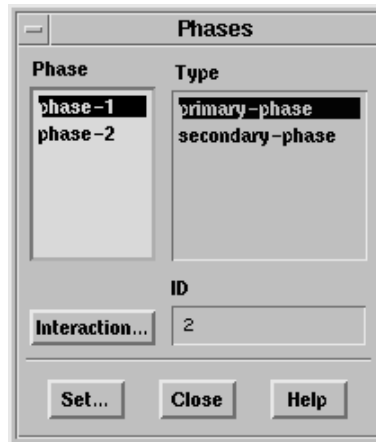 Phases
Phase
Type
phase-1
phase-2
primary-phase
secondary-phase
ID
Interaction...
2
Set...
Close
Help